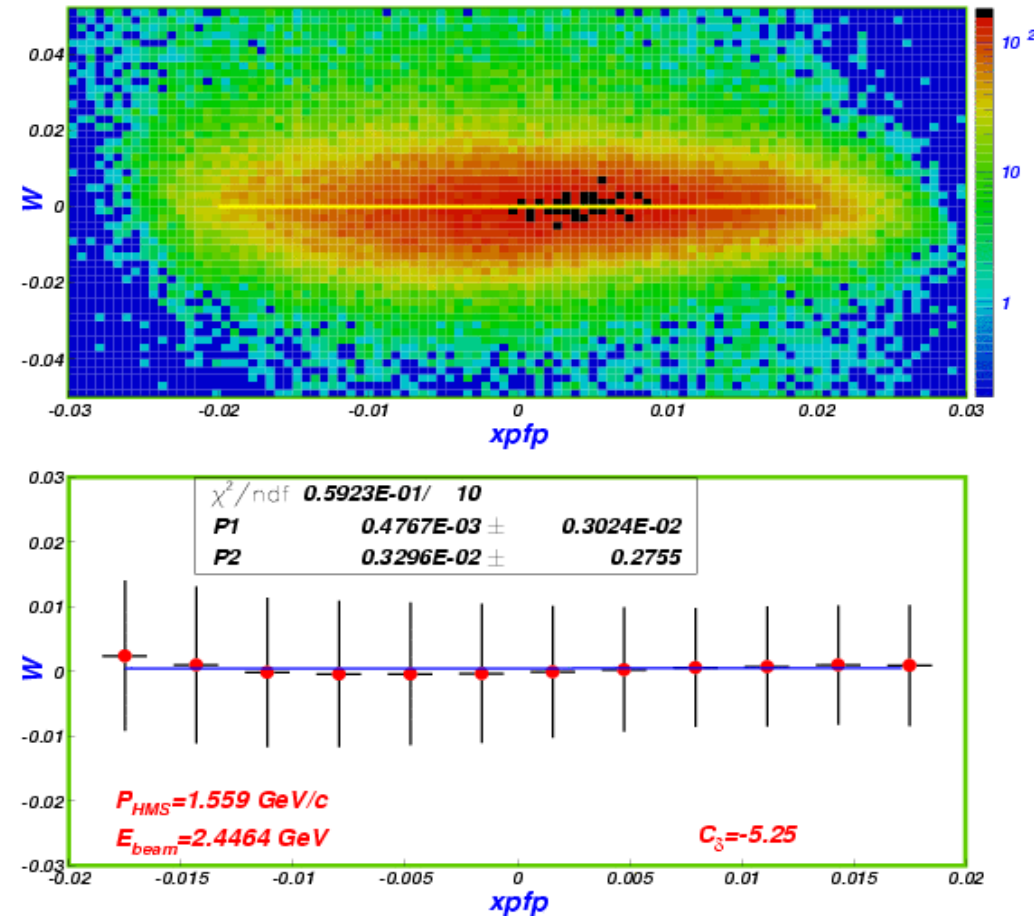 0.04
0.02
0
-0.02
-0.04
W
-0.03 -0.02 -0.01 0 0.01 0.02 0.03
xpfp
10 2
10
1
χ²/ndf 0.5923E-01/ 10
P1 0.4767E-03 ± 0.3024E-02
P2 0.3296E-02 ± 0.2755
0.03
0.02
0.01
0
-0.01
-0.02
-0.03
W
P_HMS=1.559 GeV/c
E_beam=2.4464 GeV
C_δ=-5.25
-0.02 -0.015 -0.01 -0.005 0 0.005 0.01 0.015 0.02
xpfp